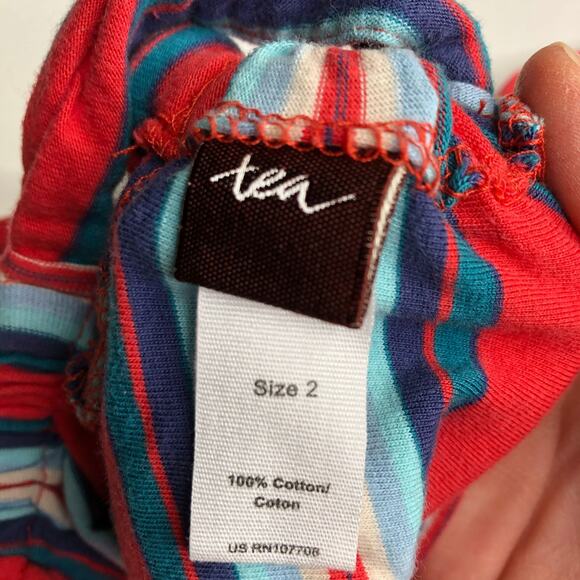 tea
Size 2
100% Cotton/
Coton
US RN107708